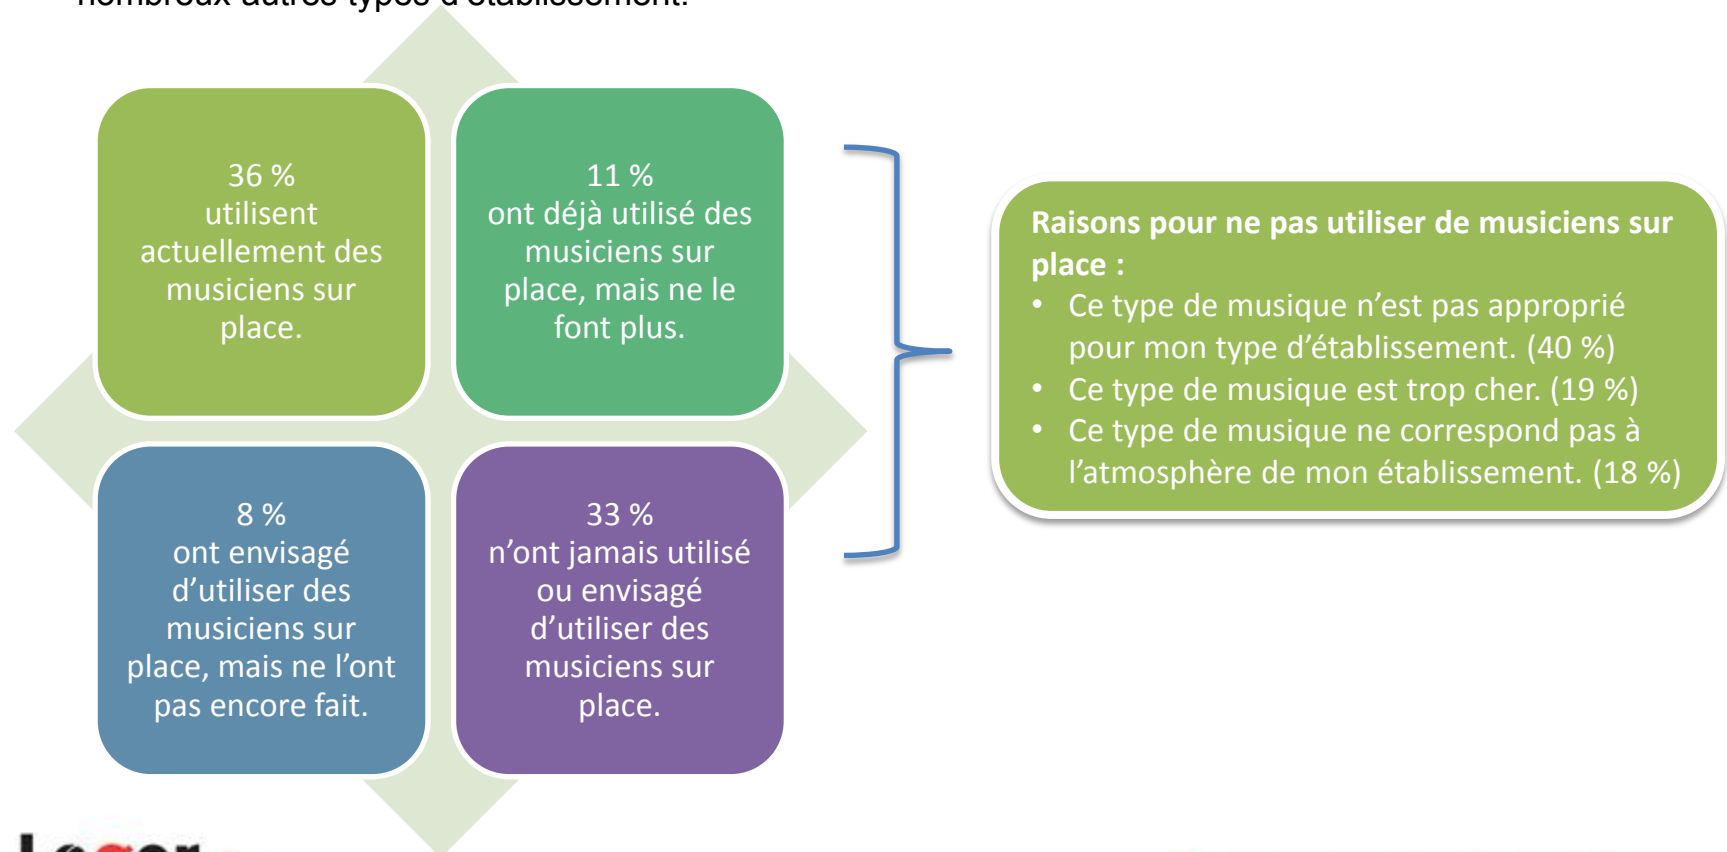 nombreux autres types d'établissement.
36 %
utilisent
actuellement des
musiciens sur
place.
11 %
ont déjà utilisé des
musiciens sur
place, mais ne le
font plus.
8 %
ont envisagé
d'utiliser des
musiciens sur
place, mais ne l'ont
pas encore fait.
33 %
n'ont jamais utilisé
ou envisagé
d'utiliser des
musiciens sur
place.
Raisons pour ne pas utiliser de musiciens sur
place :
• Ce type de musique n'est pas approprié
pour mon type d'établissement. (40 %)
• Ce type de musique est trop cher. (19 %)
• Ce type de musique ne correspond pas à
l'atmosphère de mon établissement. (18 %)